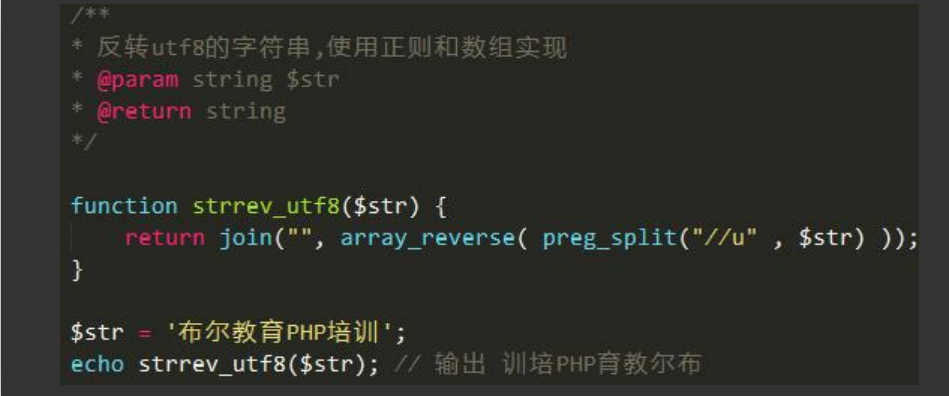 /**
* 反转utf8的字符串,使用正则和数组实现
* @param string $str
* @return string
*/
function strrev_utf8($str) {
return join("", array_reverse( preg_split("//u" , $str) ));
}
$str = '布尔教育PHP培训';
echo strrev_utf8($str); // 输出 训培PHP育教尔布